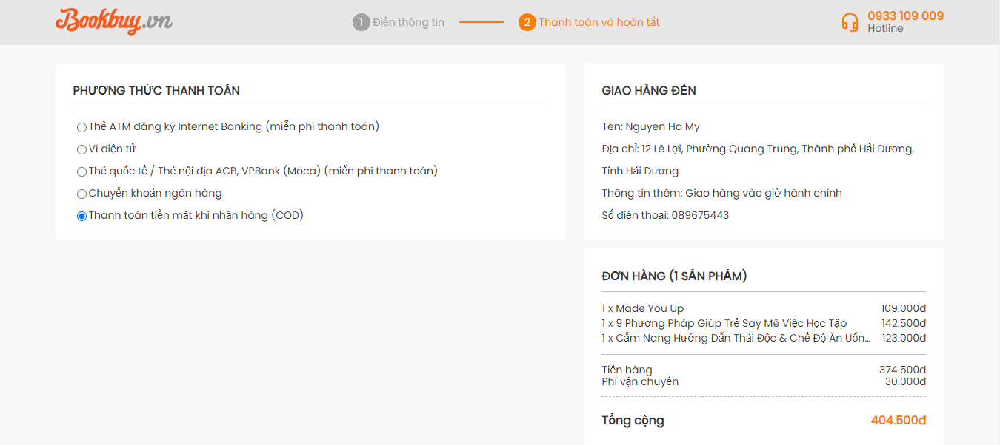 Bookbuy.vn
1 Điền thông tin
2 Thanh toán và hoàn tất
0933 109 009
Hotline
PHƯƠNG THỨC THANH TOÁN
Thẻ ATM đăng ký Internet Banking (miễn phí thanh toán)
Ví điện tử
Thẻ quốc tế / Thẻ nội địa ACB, VPBank (Moca) (miễn phí thanh toán)
Chuyển khoản ngân hàng
Thanh toán tiền mặt khi nhận hàng (COD)
GIAO HÀNG ĐẾN
Tên: Nguyen Ha My
Địa chỉ: 12 Lê Lợi, Phường Quang Trung, Thành phố Hải Dương,
Tỉnh Hải Dương
Thông tin thêm: Giao hàng vào giờ hành chính
Số điện thoại: 089675443
ĐƠN HÀNG (1 SẢN PHẨM)
1 x Made You Up 109.000đ
1 x 9 Phương Pháp Giúp Trẻ Say Mê Việc Học Tập 142.500đ
1 x Cẩm Nang Hướng Dẫn Thải Độc & Chế Độ Ăn Uốn... 123.000đ
Tiền hàng 374.500đ
Phí vận chuyển 30.000đ
Tổng cộng 404.500đ